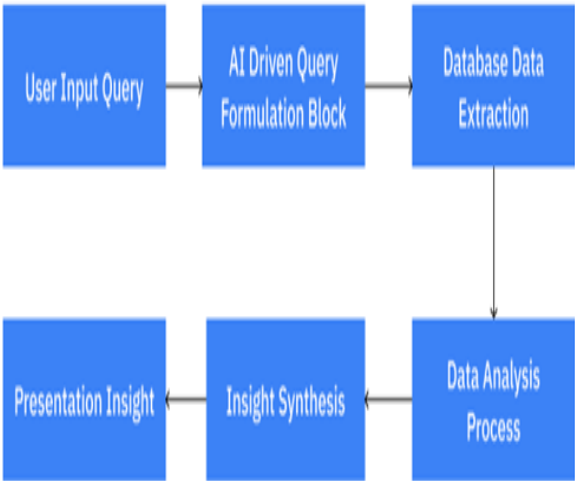 User Input Query
AI Driven Query
Formulation Block
Database Data
Extraction
Data Analysis
Process
Insight Synthesis
Presentation Insight